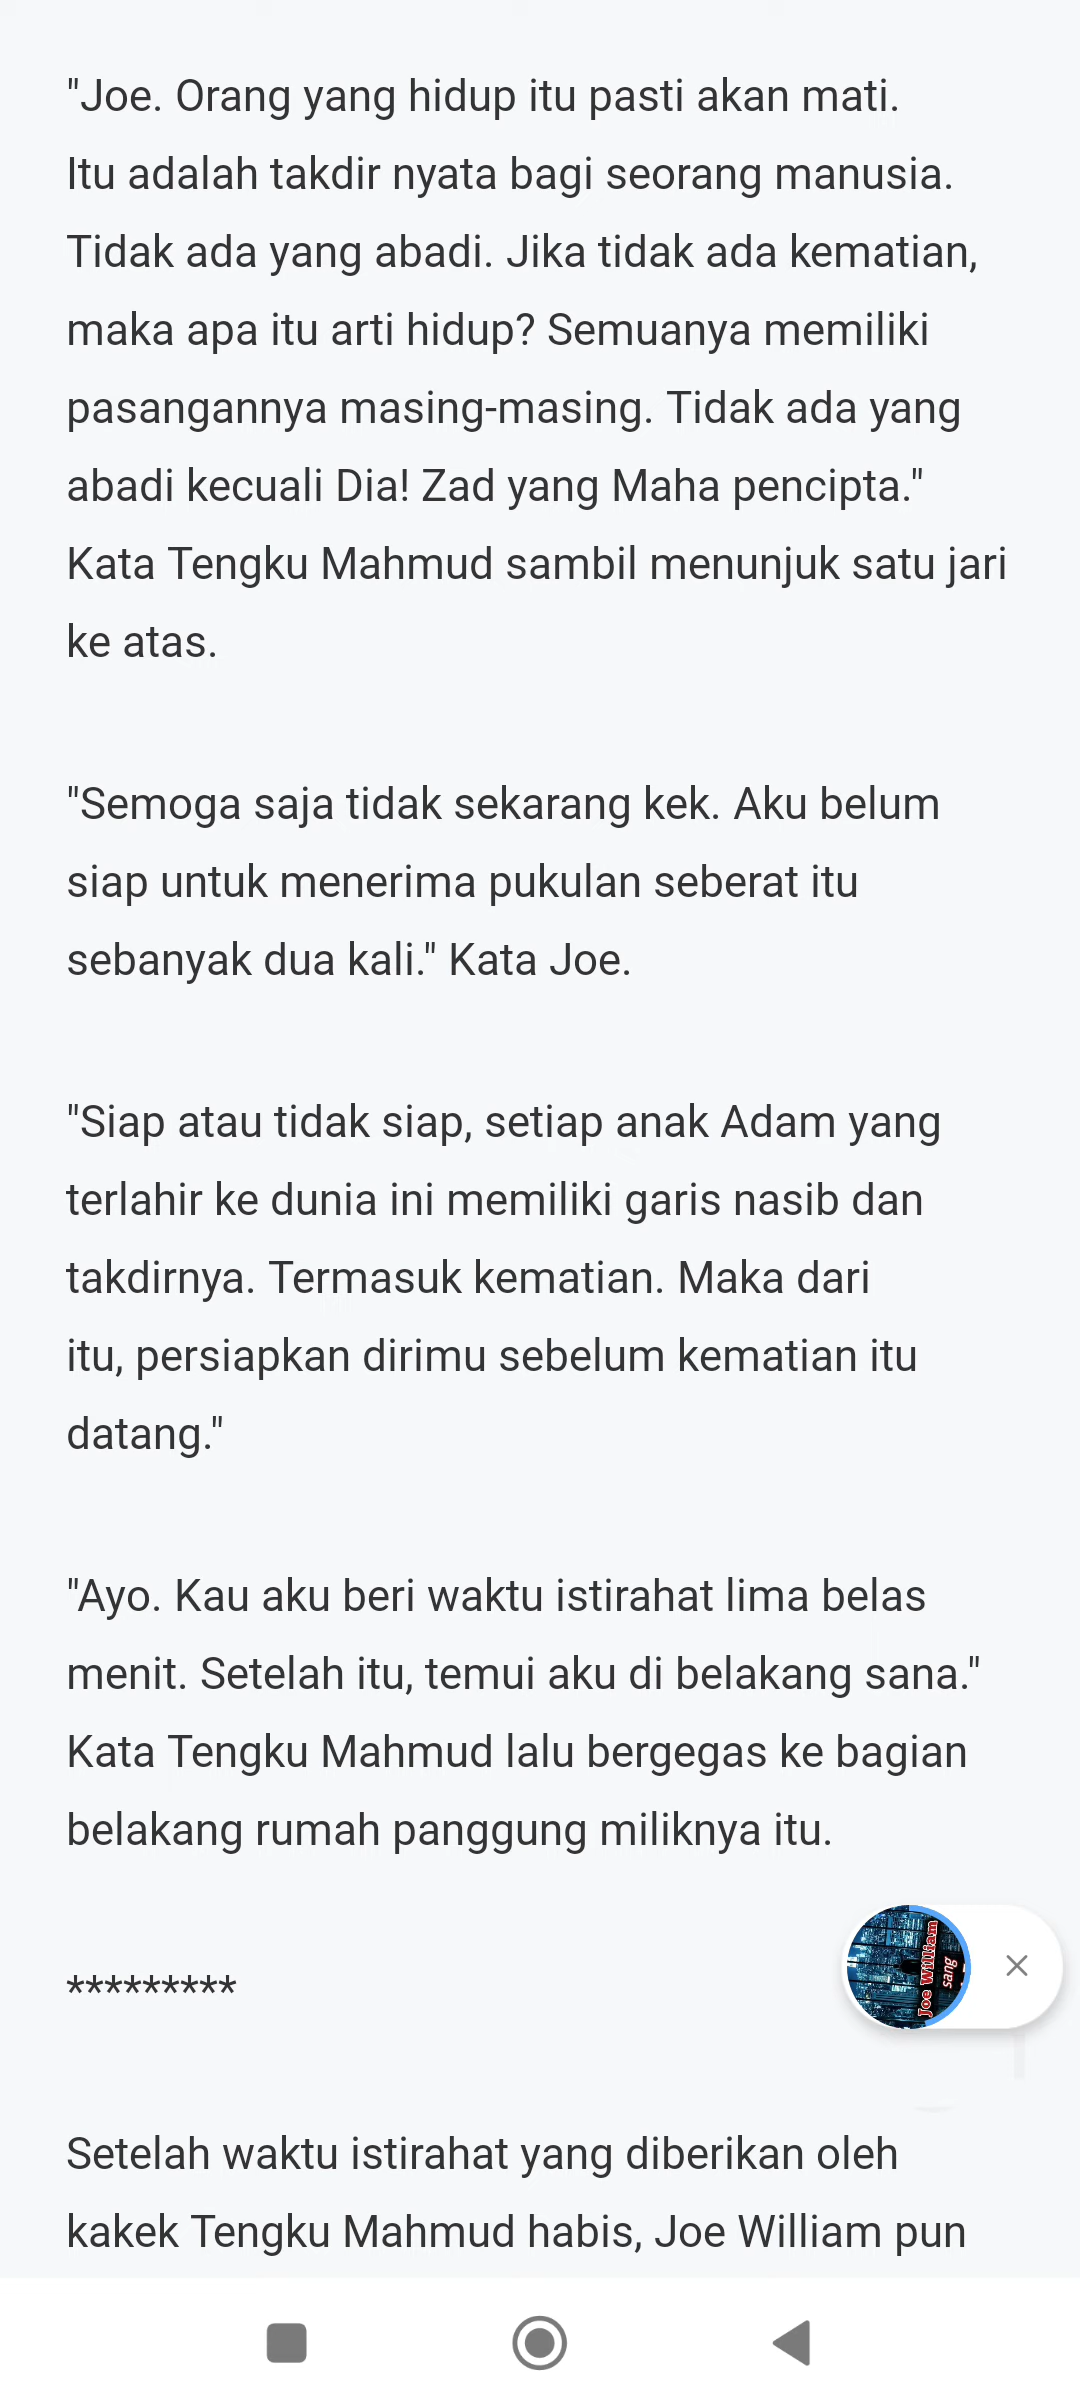 "Joe. Orang yang hidup itu pasti akan mati.
Itu adalah takdir nyata bagi seorang manusia.
Tidak ada yang abadi. Jika tidak ada kematian,
maka apa itu arti hidup? Semuanya memiliki
pasangannya masing-masing. Tidak ada yang
abadi kecuali Dia! Zad yang Maha pencipta."
Kata Tengku Mahmud sambil menunjuk satu jari
ke atas.
"Semoga saja tidak sekarang kek. Aku belum
siap untuk menerima pukulan seberat itu
sebanyak dua kali." Kata Joe.
"Siap atau tidak siap, setiap anak Adam yang
terlahir ke dunia ini memiliki garis nasib dan
takdirnya. Termasuk kematian. Maka dari
itu, persiapkan dirimu sebelum kematian itu
datang."
"Ayo. Kau aku beri waktu istirahat lima belas
menit. Setelah itu, temui aku di belakang sana."
Kata Tengku Mahmud lalu bergegas ke bagian
belakang rumah panggung miliknya itu.
*********
Joe William
sang
Setelah waktu istirahat yang diberikan oleh
kakek Tengku Mahmud habis, Joe William pun